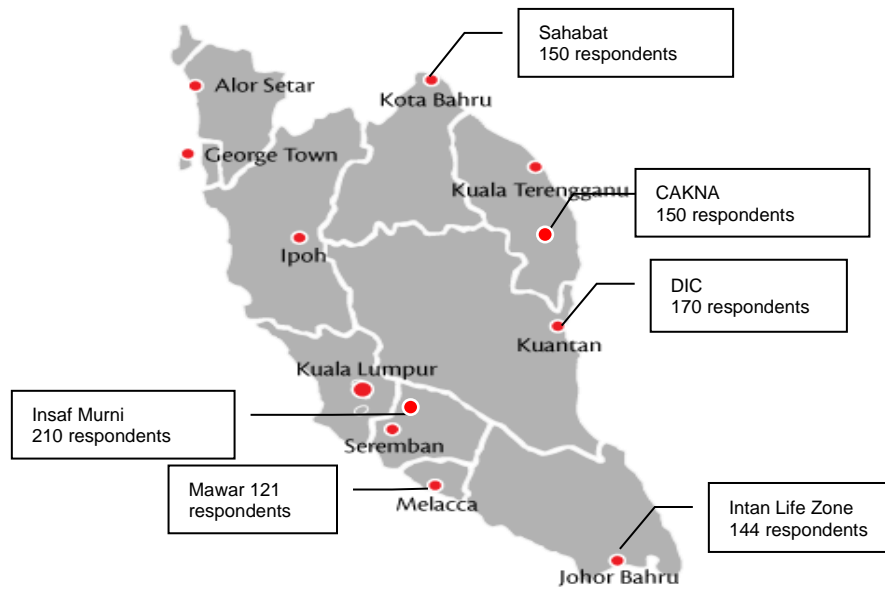 Sahabat
150 respondents
Alor Setar
Kota Bahru
George Town
Kuala Terengganu
CAKNA
150 respondents
Ipoh
DIC
170 respondents
Kuantan
Kuala Lumpur
Insaf Murni
210 respondents
Seremban
Mawar 121
respondents
Melacca
Intan Life Zone
144 respondents
Johor Bahru